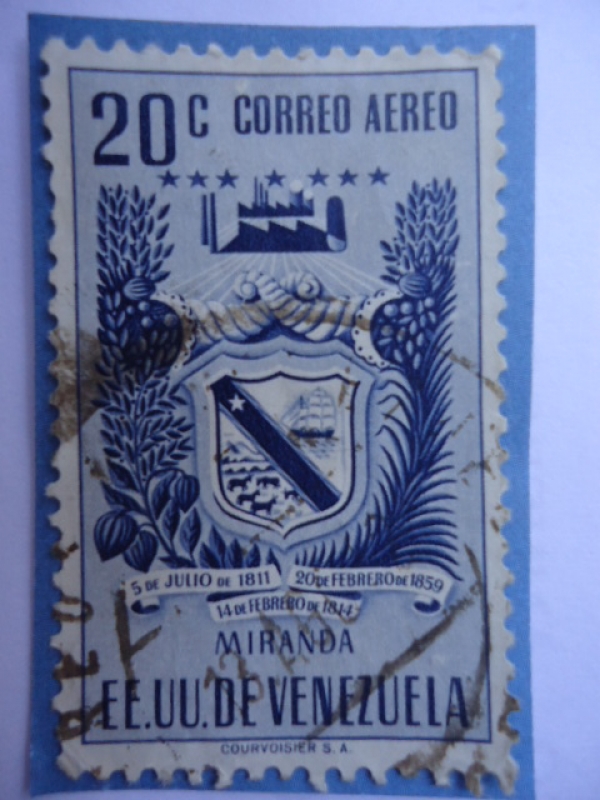 20 C CORREO AEREO
5 DE JULIO DE 1811 20 DE FEBRERO DE 1859
14 DE FEBRERO DE 1814
MIRANDA
EE.UU. DE VENEZUELA
COURVOISIER S. A.